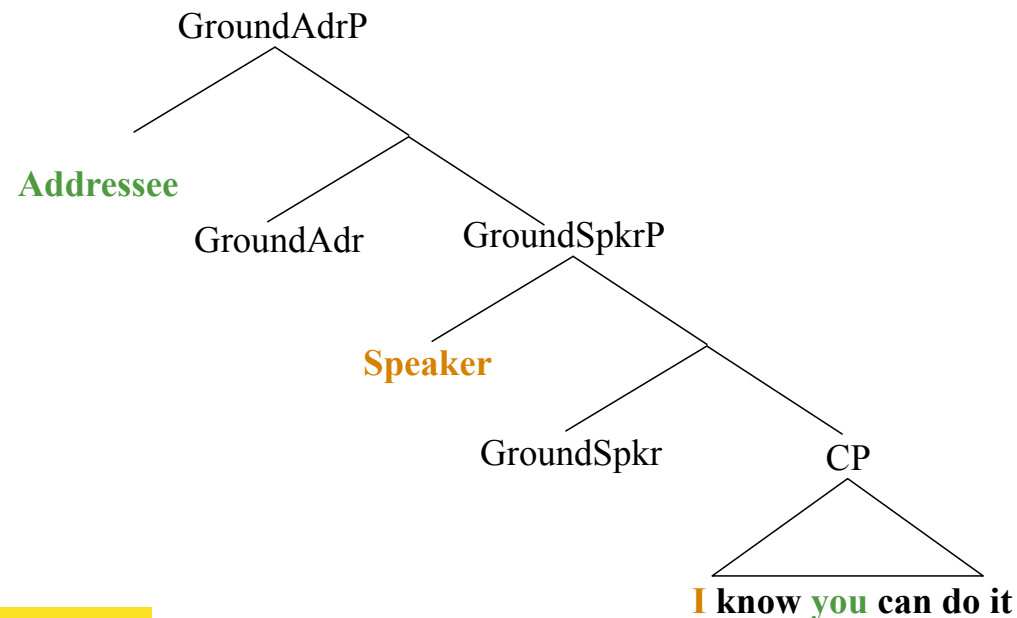 GroundAdrP
Addressee
GroundAdr
GroundSpkrP
Speaker
GroundSpkr
CP
I know you can do it